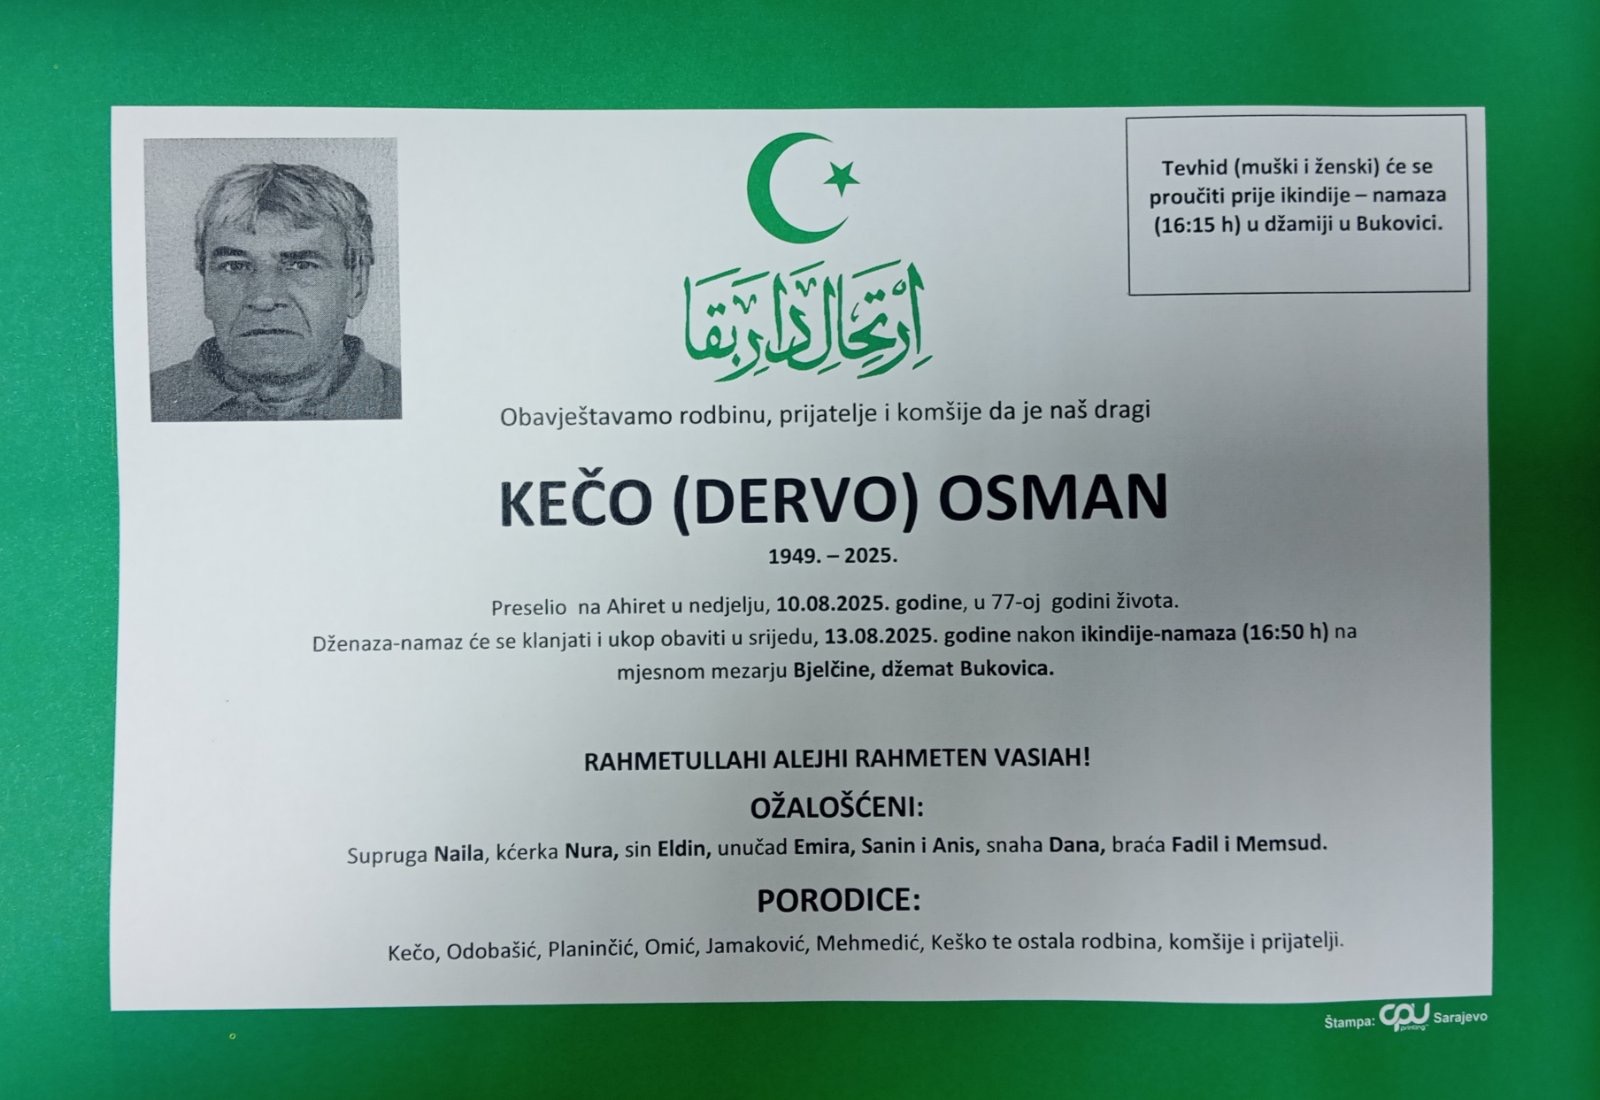 Tevhid (muški i ženski) će se
proučiti prije ikindije – namaza
(16:15 h) u džamiji u Bukovici.
اِرْتِحَالِ دَارِ بَقَا
Obavještavamo rodbinu, prijatelje i komšije da je naš dragi
KEČO (DERVO) OSMAN
1949. – 2025.
Preselio na Ahiret u nedjelju, 10.08.2025. godine, u 77-oj godini života.
Dženaza-namaz će se klanjati i ukop obaviti u srijedu, 13.08.2025. godine nakon ikindije-namaza (16:50 h) na
mjesnom mezarju Bjelčine, džemat Bukovica.
RAHMETULLAHI ALEJHI RAHMETEN VASIAH!
OŽALOŠĆENI:
Supruga Naila, kćerka Nura, sin Eldin, unučad Emira, Sanin i Anis, snaha Dana, braća Fadil i Memsud.
PORODICE:
Kečo, Odobašić, Planinčić, Omić, Jamaković, Mehmedić, Keško te ostala rodbina, komšije i prijatelji.
Štampa: CPU printing Sarajevo